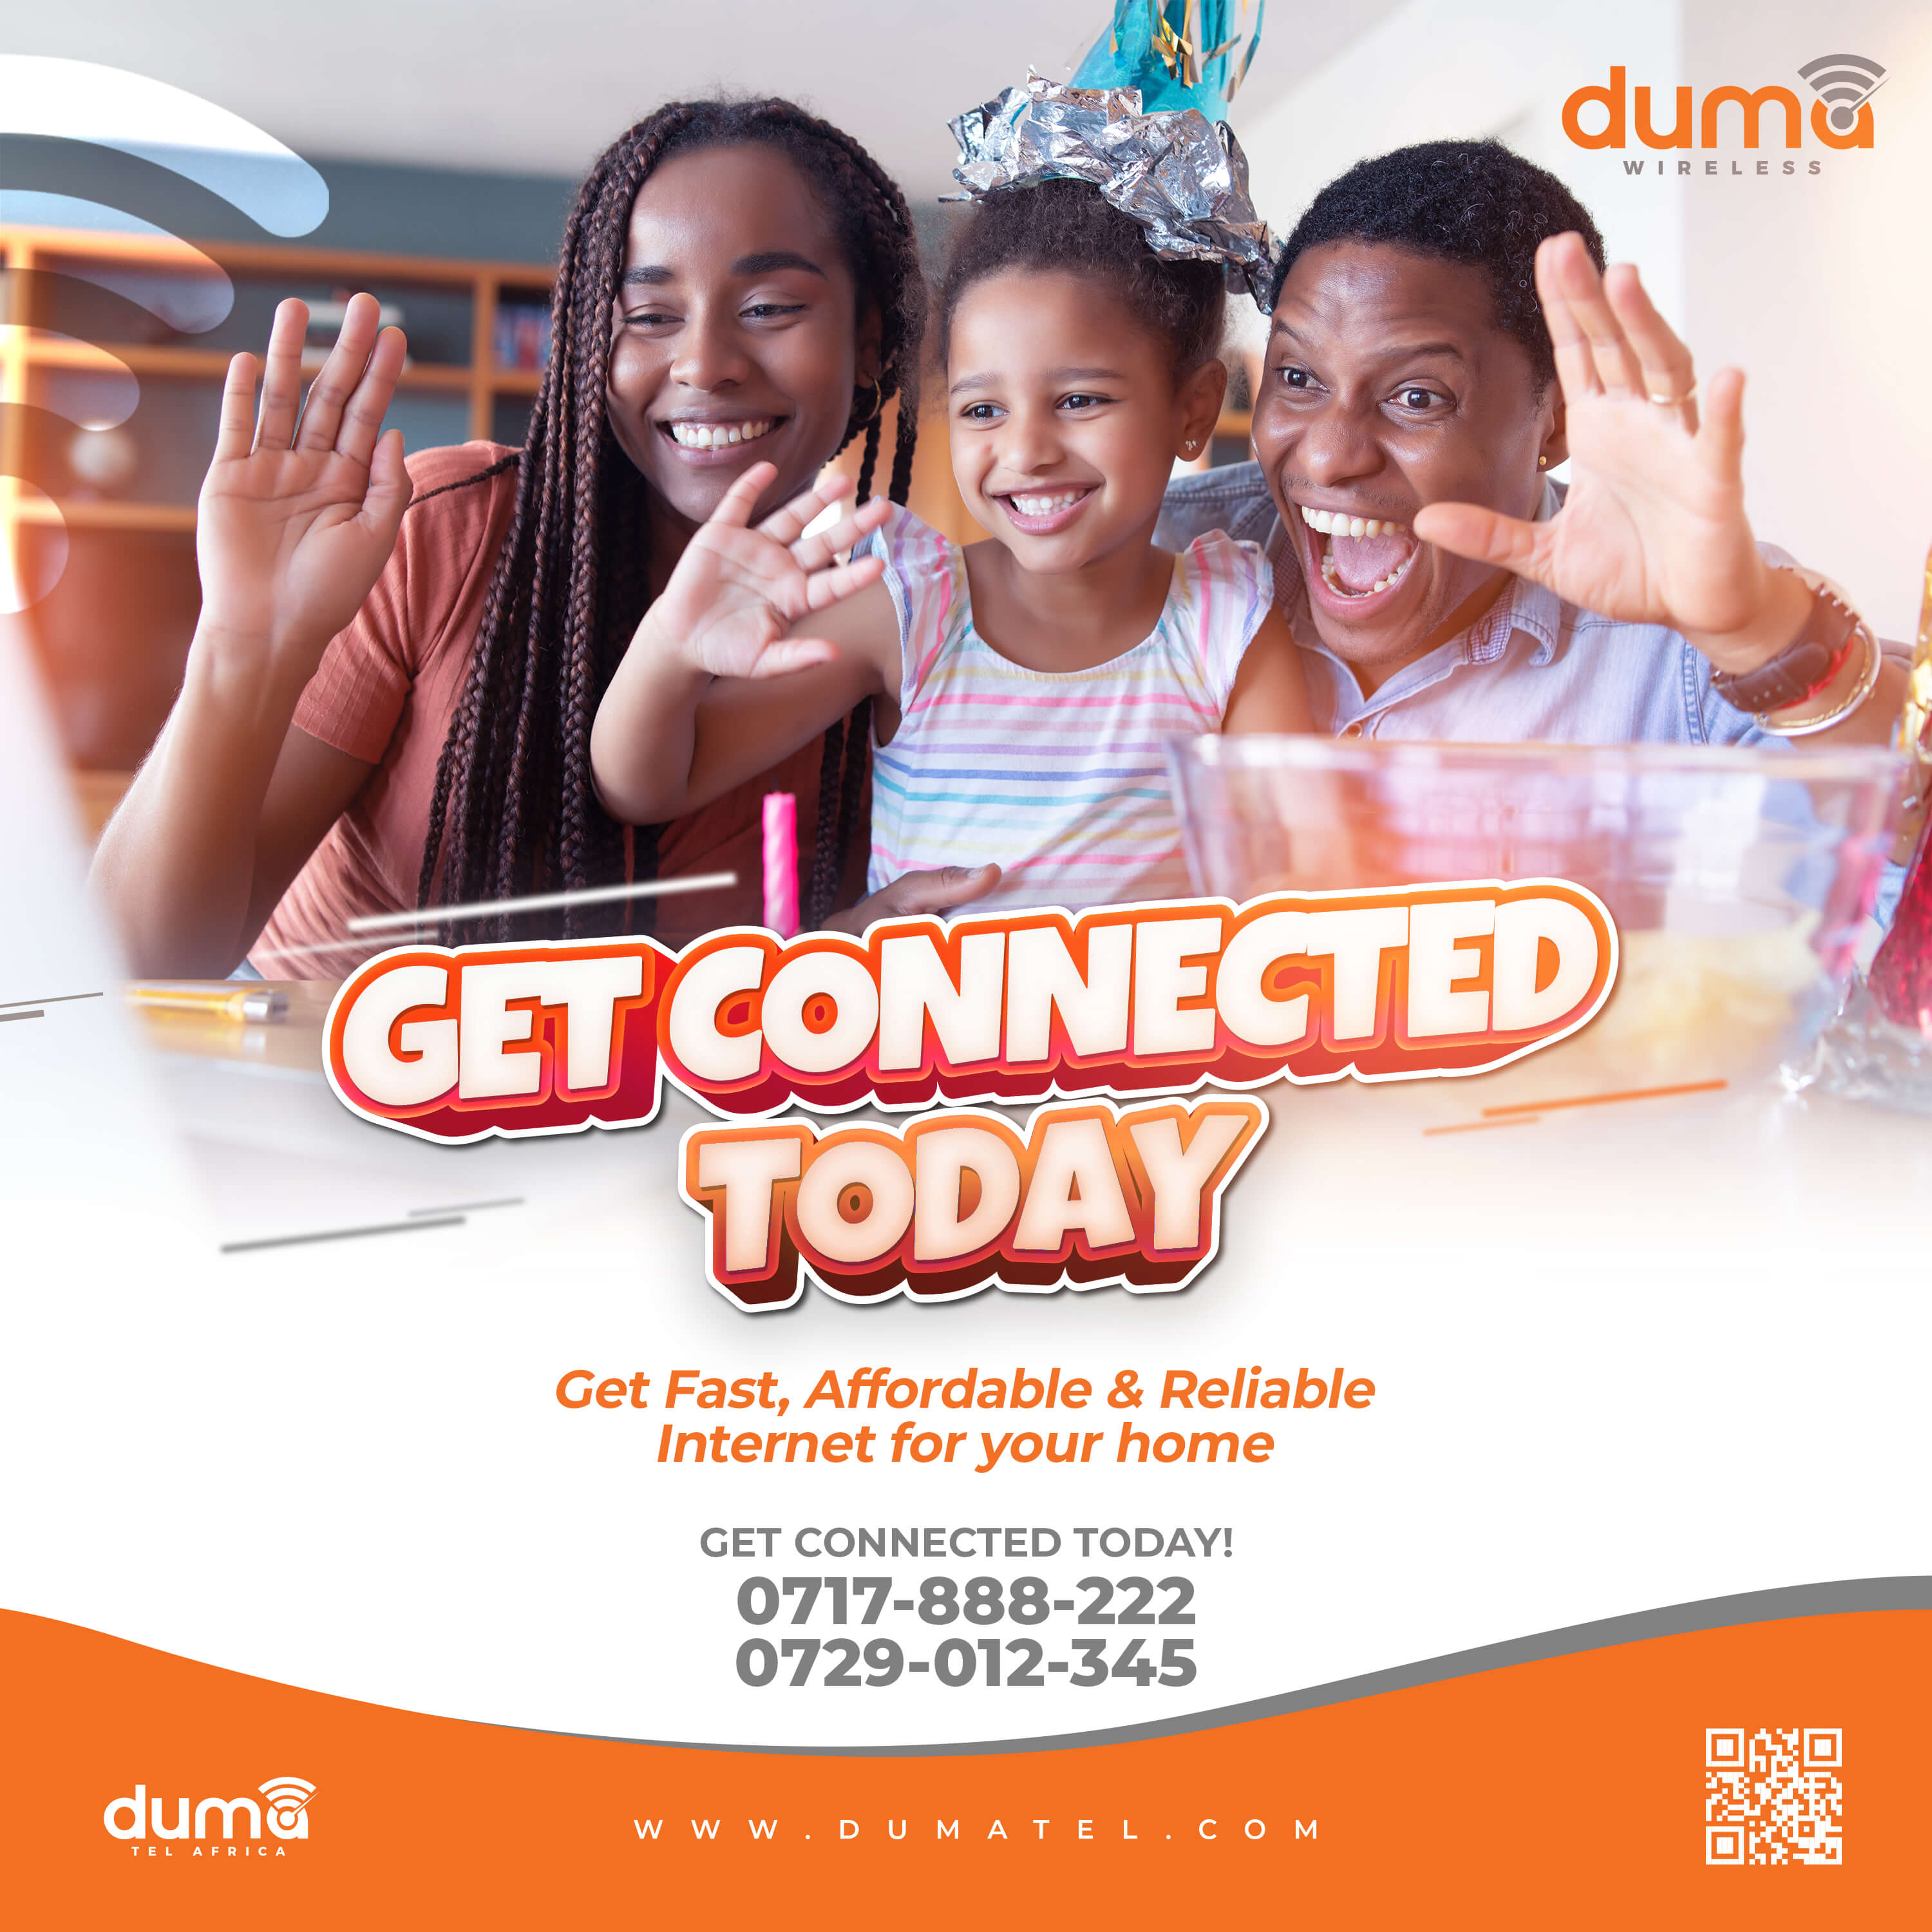 duma
WIRELESS
GET CONNECTED
TODAY
Get Fast, Affordable & Reliable
Internet for your home
GET CONNECTED TODAY!
0717-888-222
0729-012-345
duma
TEL AFRICA
WWW.DUMATEL.COM